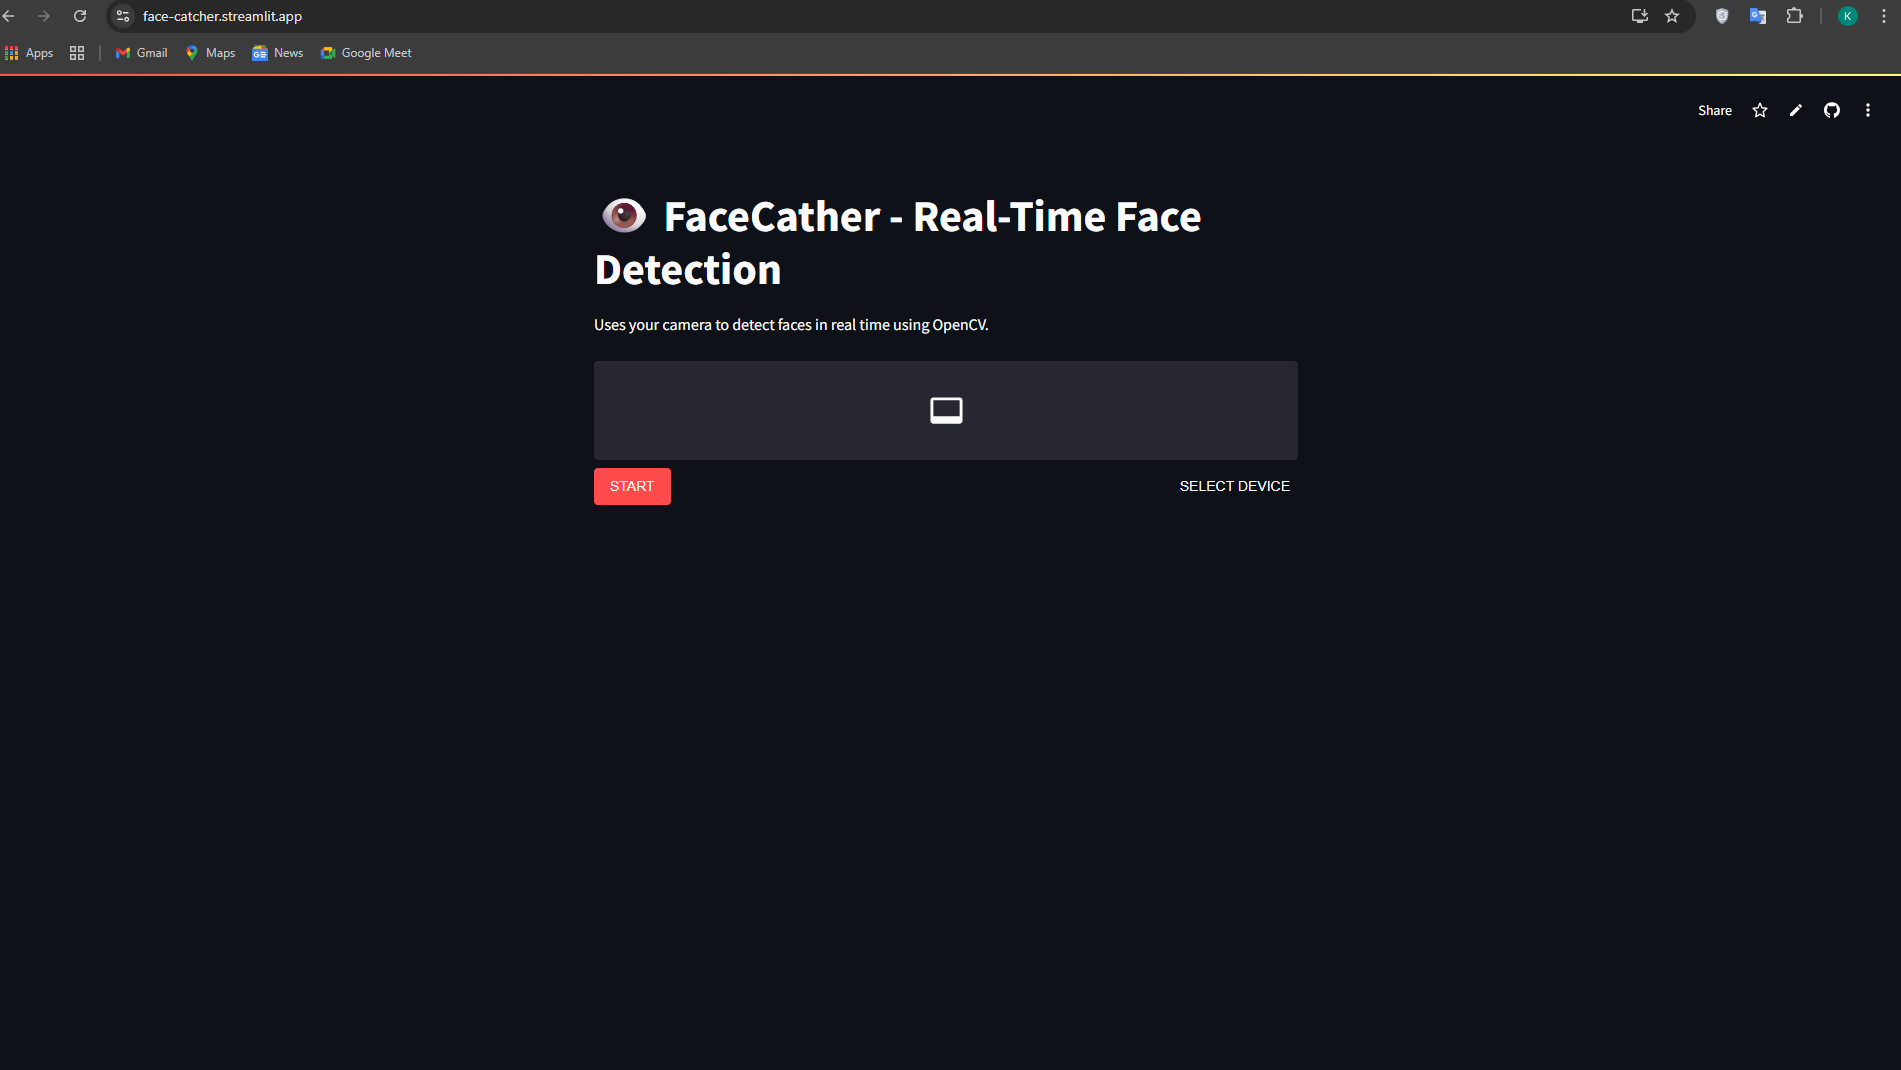 face-catcher.streamlit.app
K
Apps
Gmail
Maps
News
Google Meet
Share
FaceCather - Real-Time Face
Detection
Uses your camera to detect faces in real time using OpenCV.
START
SELECT DEVICE